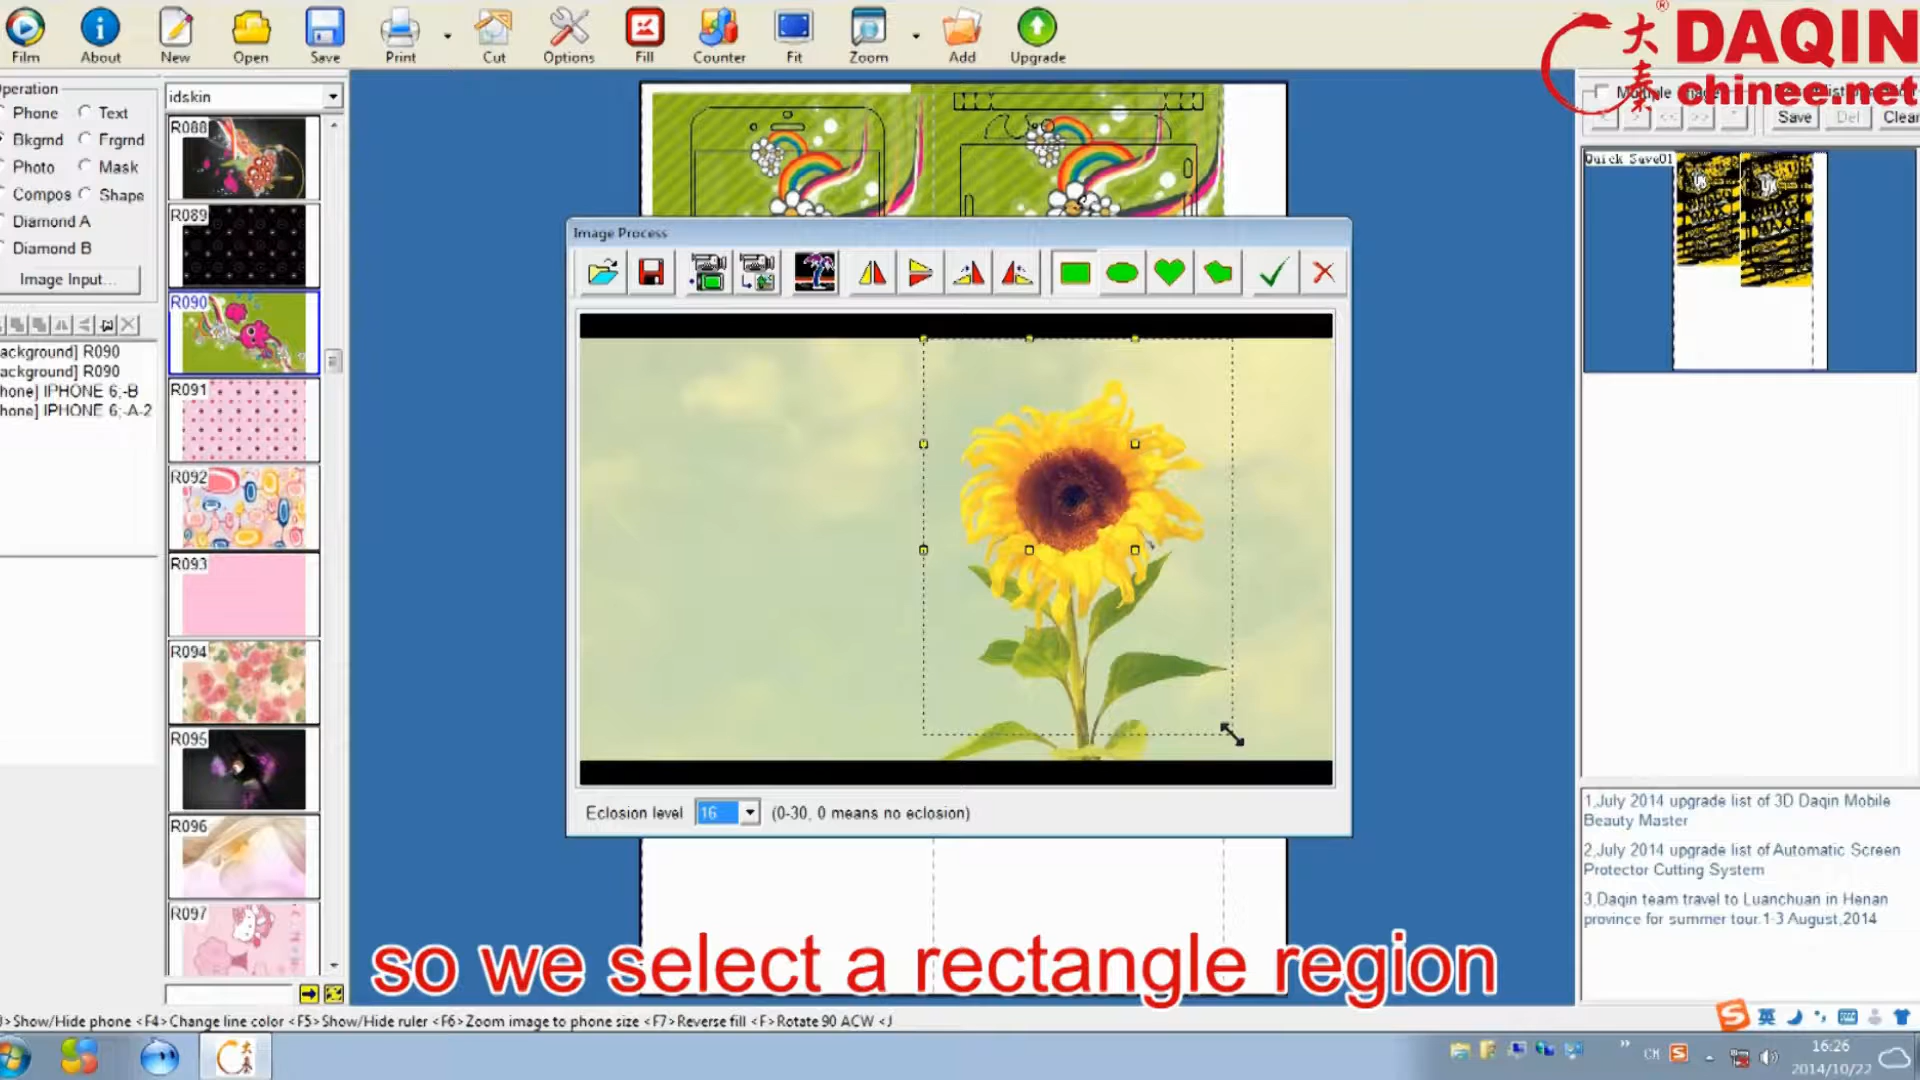 Film
About
New
Open
Save
Print
Cut
Options
Fill
Counter
Fit
Zoom
Add
Upgrade
大秦
®
DAQIN
chinee.net
peration
Phone
Text
Bkgrnd
Frgrnd
Photo
Mask
Compos
Shape
Diamond A
Diamond B
Image Input...
ackground] R090
ackground] R090
hone] IPHONE 6;-B
hone] IPHONE 6;-A-2
idskin
R088
R089
R090
R091
R092
R093
R094
R095
R096
R097
Image Process
Eclosion level 16 (0-30, 0 means no eclosion)
Save
Del
Clear
Quick Save01
1,July 2014 upgrade list of 3D Daqin Mobile
Beauty Master
2,July 2014 upgrade list of Automatic Screen
Protector Cutting System
3,Daqin team travel to Luanchuan in Henan
province for summer tour.1-3 August,2014
so we select a rectangle region
>Show/Hide phone <F4>Change line color <F5>Show/Hide ruler <F6>Zoom image to phone size <F7>Reverse fill <F>Rotate 90 ACW <J
英
CH
16:26
2014/10/22